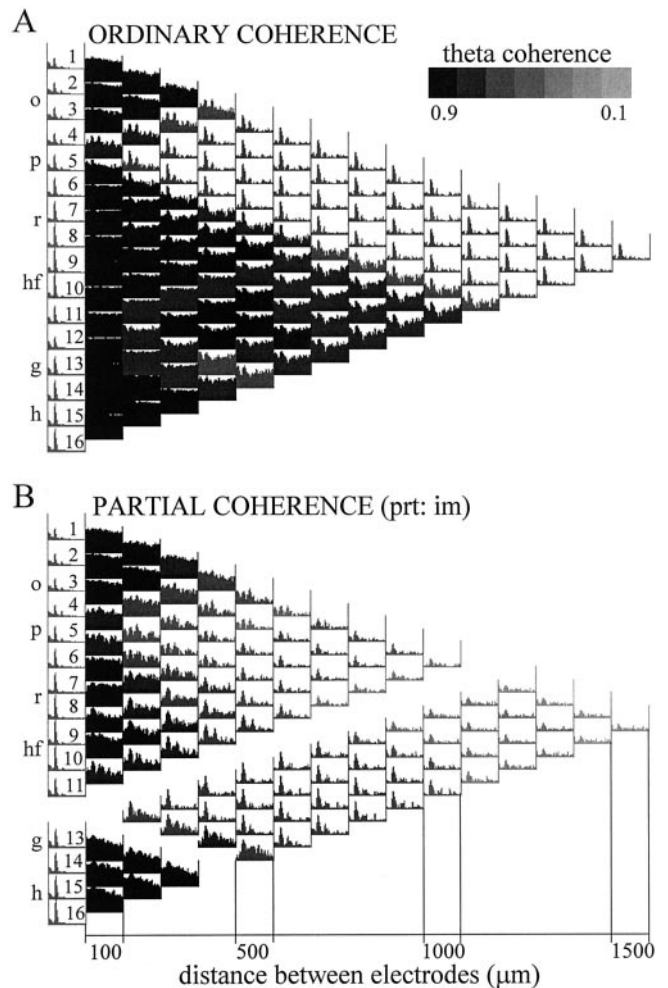 A
ORDINARY COHERENCE
theta coherence
0.9 0.1
1
2
o
3
4
p
5
6
r
7
8
9
hf
10
11
12
g
13
14
h
15
16
B
PARTIAL COHERENCE (prt: im)
1
2
o
3
4
p
5
6
r
7
8
9
hf
10
11
g
13
14
h
15
16
100 500 1000 1500
distance between electrodes (μm)